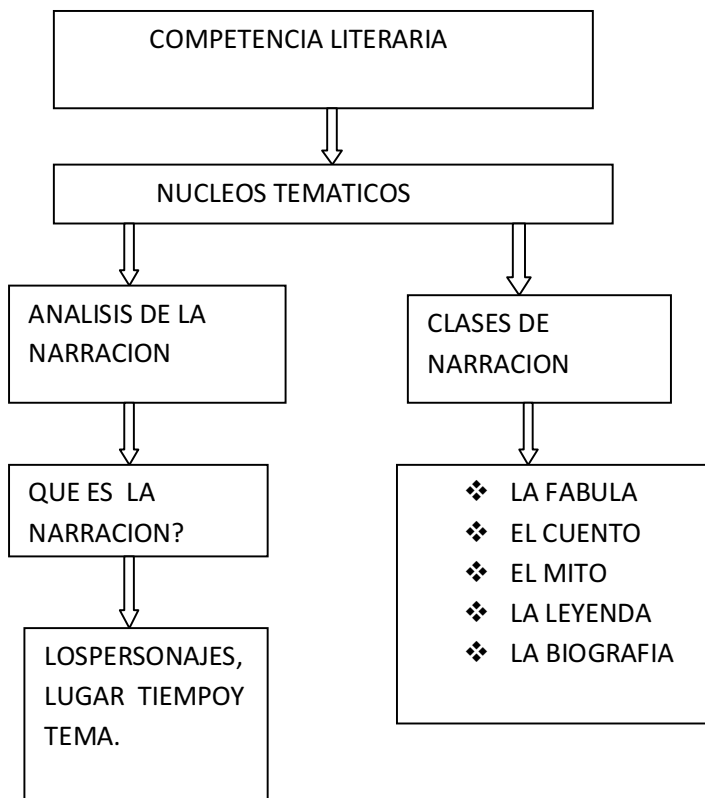 COMPETENCIA LITERARIA
NUCLEOS TEMATICOS
ANALISIS DE LA
NARRACION
CLASES DE
NARRACION
QUE ES LA
NARRACION?
❖ LA FABULA
❖ EL CUENTO
❖ EL MITO
❖ LA LEYENDA
❖ LA BIOGRAFIA
LOSPERSONAJES,
LUGAR TIEMPOY
TEMA.